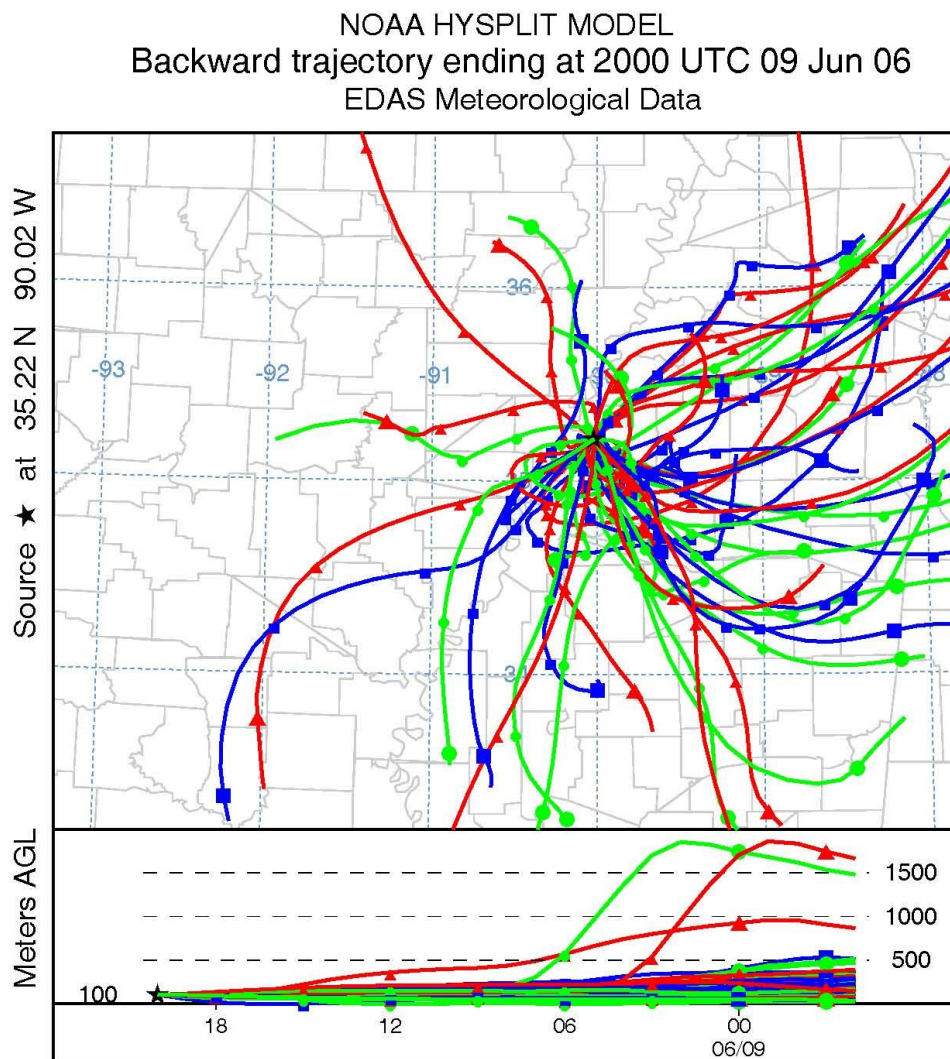 NOAA HYSPLIT MODEL
Backward trajectory ending at 2000 UTC 09 Jun 06
EDAS Meteorological Data
Source ★ at 35.22 N 90.02 W
36
-93
-92
-91
Meters AGL
1500
1000
500
100
18
12
06
00
06/09